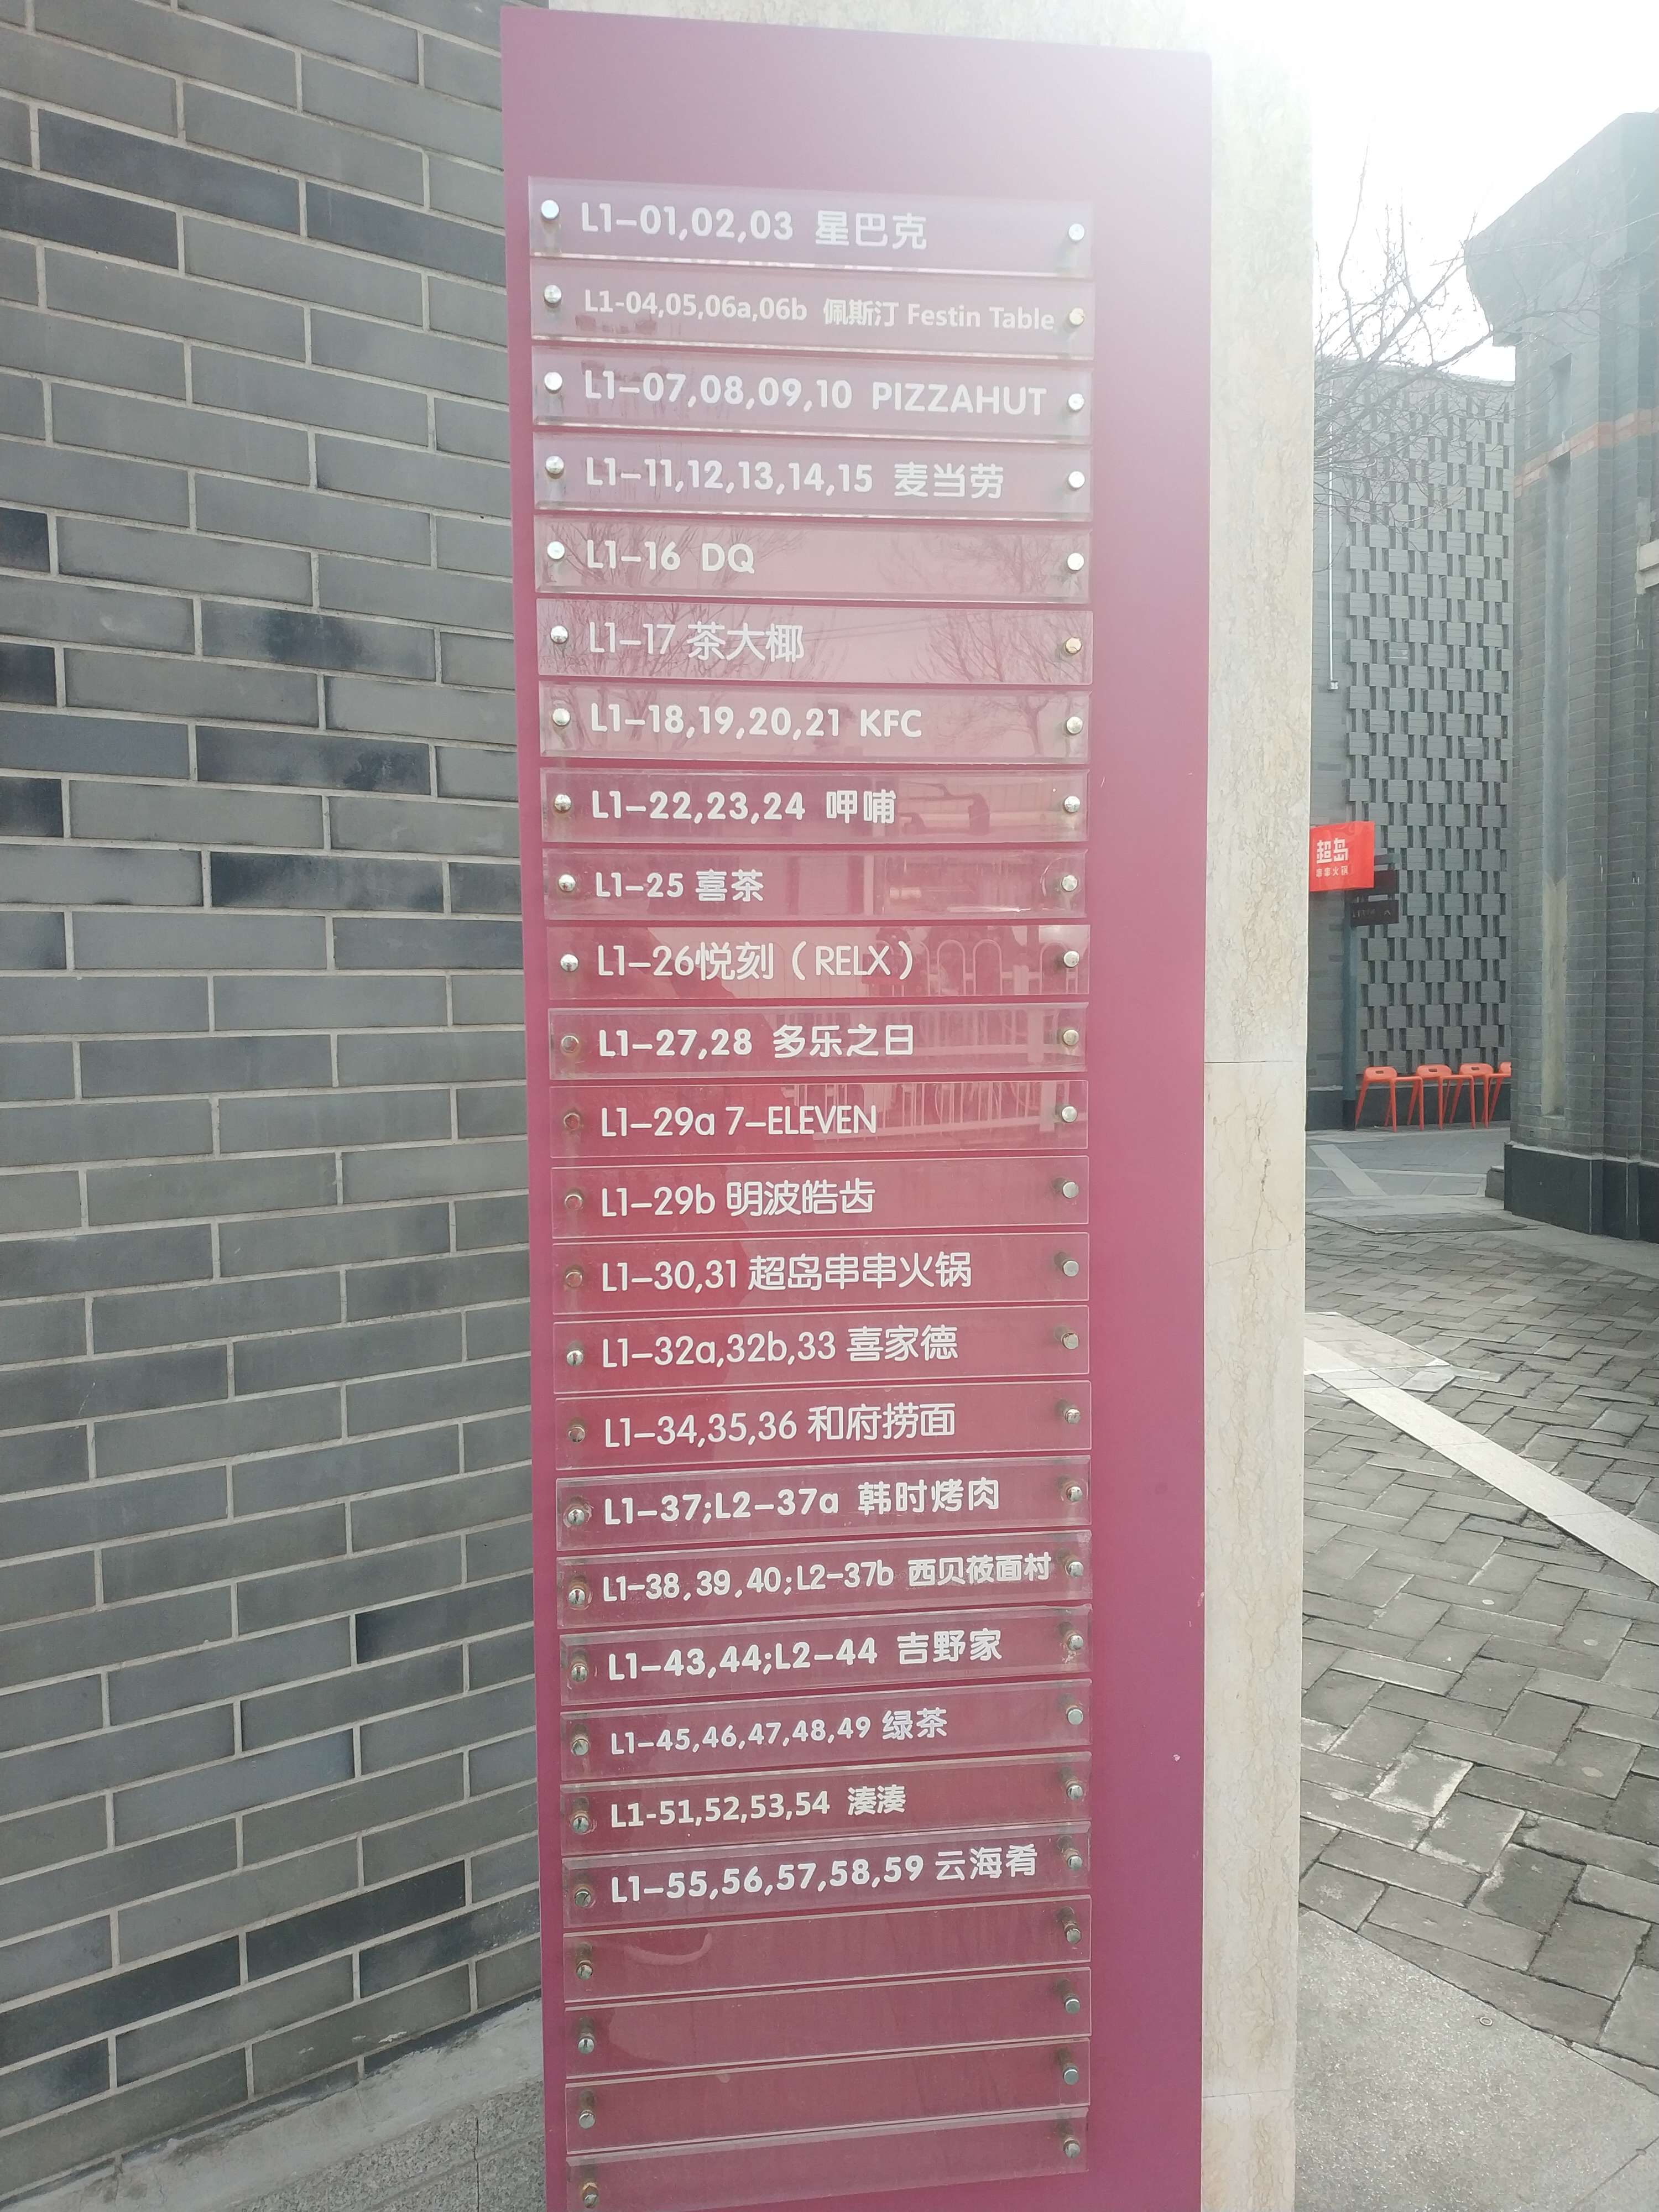 L1-01,02,03 星巴克
L1-04,05,06a,06b 佩斯汀 Festin Table
L1-07,08,09,10 PIZZAHUT
L1-11,12,13,14,15 麦当劳
L1-16 DQ
L1-17 茶大椰
L1-18,19,20,21 KFC
L1-22,23,24 呷哺
L1-25 喜茶
L1-26悦刻（RELX）
L1-27,28 多乐之日
L1-29a 7-ELEVEN
L1-29b 明波皓齿
L1-30,31 超岛串串火锅
L1-32a,32b,33 喜家德
L1-34,35,36 和府捞面
L1-37;L2-37a 韩时烤肉
L1-38,39,40;L2-37b 西贝莜面村
L1-43,44;L2-44 吉野家
L1-45,46,47,48,49 绿茶
L1-51,52,53,54 湊湊
L1-55,56,57,58,59 云海肴
超岛